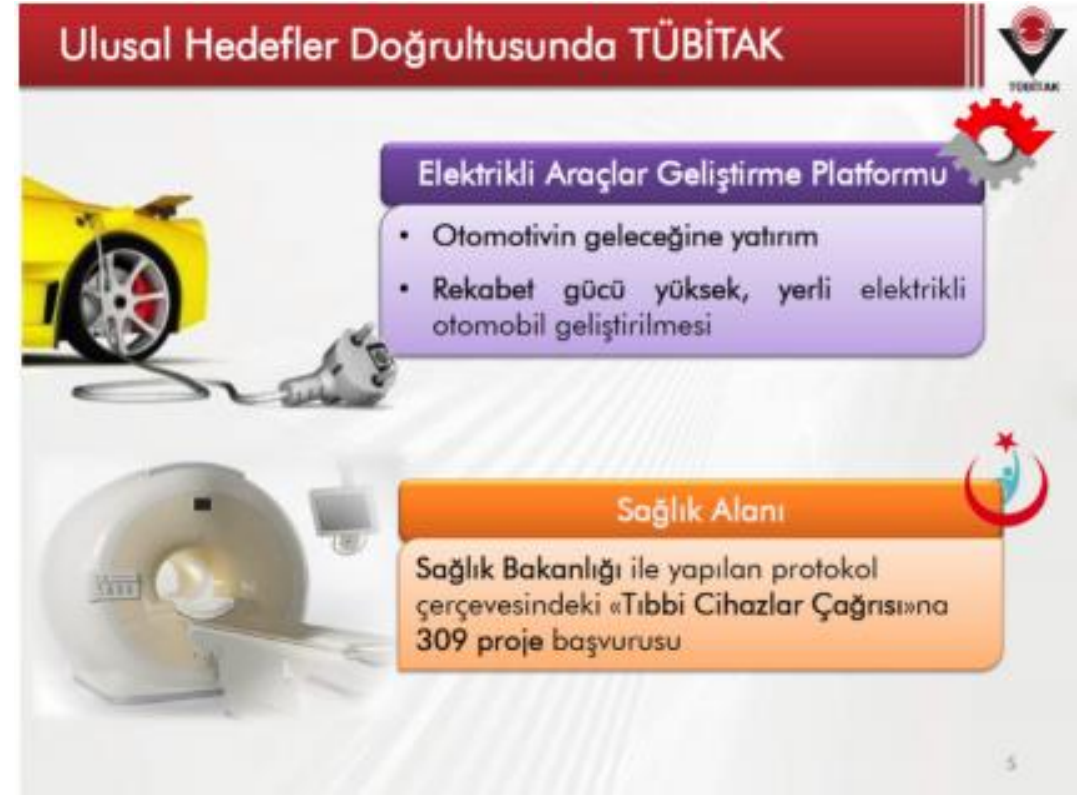 Ulusal Hedefler Doğrultusunda TÜBİTAK
TÜBİTAK
Elektrikli Araçlar Geliştirme Platformu
• Otomotivin geleceğine yatırım
• Rekabet gücü yüksek, yerli elektrikli
otomobil geliştirilmesi
Sağlık Alanı
Sağlık Bakanlığı ile yapılan protokol
çerçevesindeki «Tıbbi Cihazlar Çağrısı»na
309 proje başvurusu
5